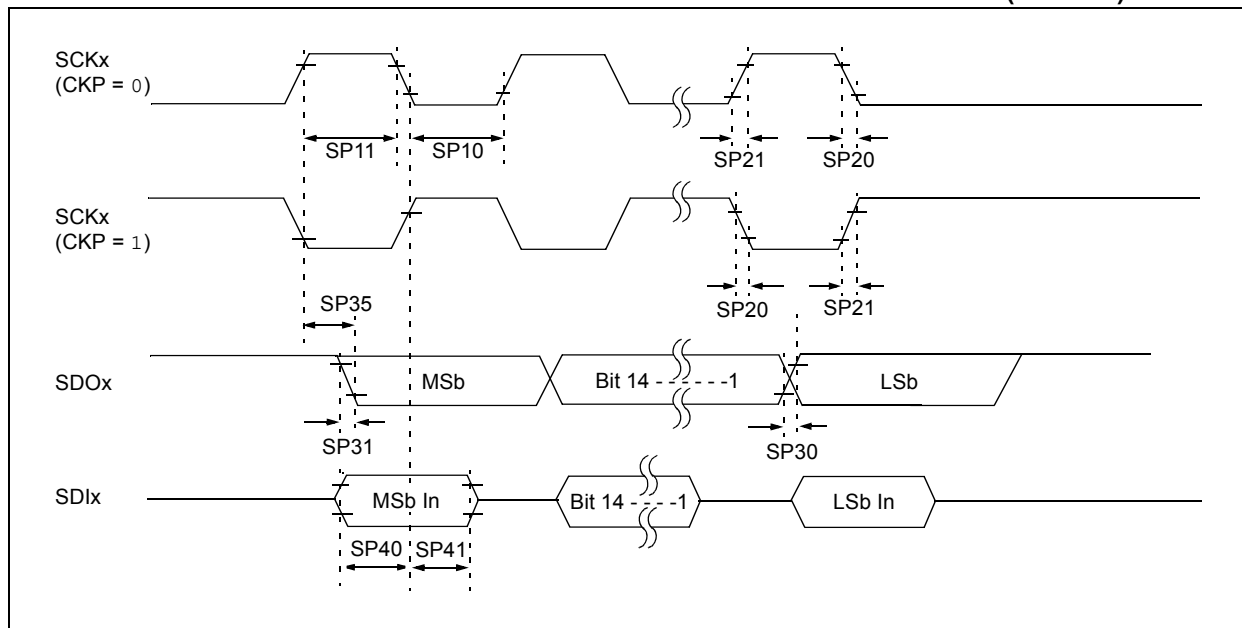 SCKx
(CKP = 0)
SP11
SP10
SP21
SP20
SCKx
(CKP = 1)
SP35
SP20
SP21
SDOx
MSb
Bit 14 - - - - - -1
LSb
SP31
SP30
SDIx
MSb In
Bit 14 - - - -1
LSb In
SP40
SP41